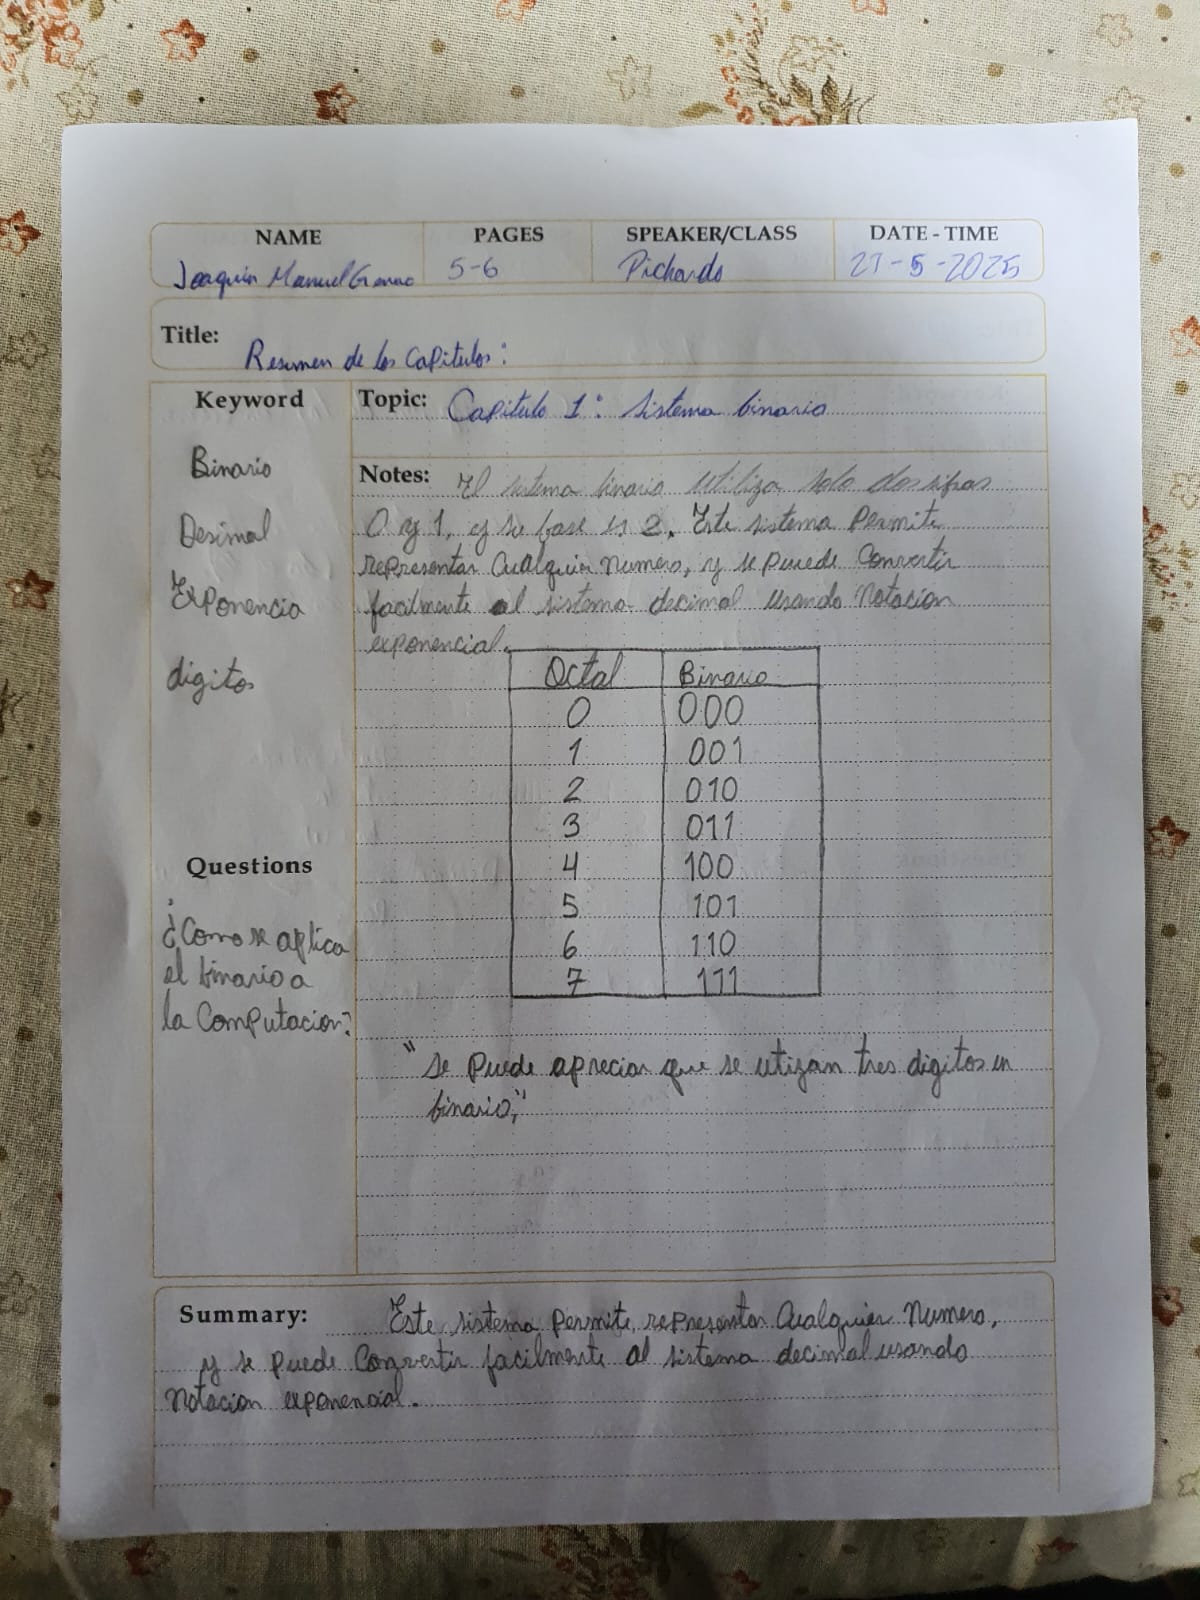 NAME PAGES SPEAKER/CLASS DATE - TIME
Joaquin Manuel 5-6 Pichardo -5-2025
Title:
Resumen de los Capitulos:
Keyword
Binario
Desimal
Exponencia
digitos
Questions
¿Como se aplica
el binario a
la Computacion?
Topic: Capitulo 1: sistema binario
Notes: El sistema binario utiliza solo dos sifras
0 y 1, y su base es 2. Este sistema Permite
representar Cualquier numero, y se puede Convertir
facilmente al sistema decimal usando Notacion
exponencial.
Octal Binario
0 000
1 001
2 010
3 011
4 100
5 101
6 110
7 111
"se Puede apreciar que se utizan tres digitos en
binario,"
Summary: Este sistema Permite representar Cualquier Numero,
y se puede Convertir facilmente al sistema decimal usando
Notacion exponencial.